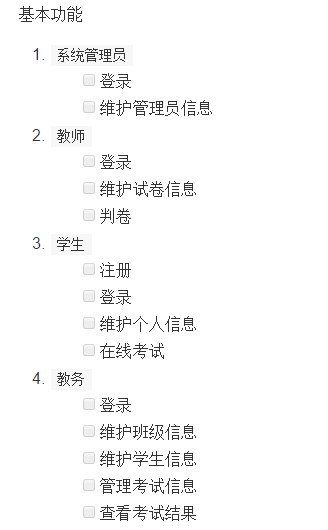 基本功能
1. 系统管理员
登录
维护管理员信息
2. 教师
登录
维护试卷信息
判卷
3. 学生
注册
登录
维护个人信息
在线考试
4. 教务
登录
维护班级信息
维护学生信息
管理考试信息
查看考试结果